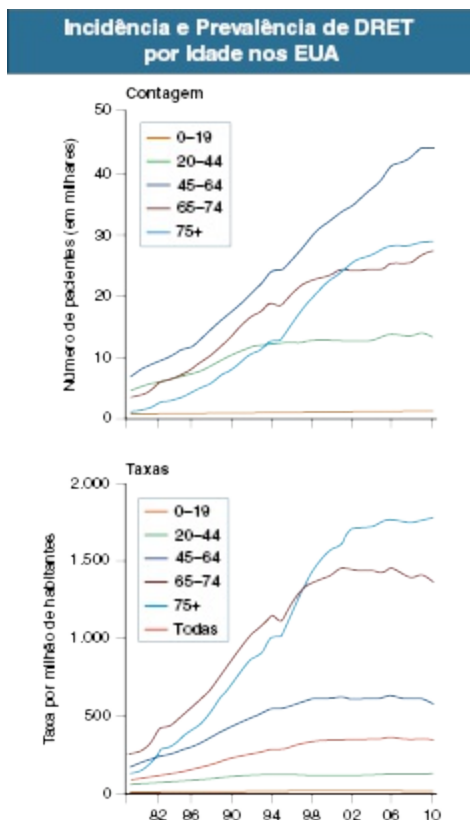 Incidência e Prevalência de DRET
por Idade nos EUA
Contagem
Número de pacientes (em milhares)
50
40
30
20
10
0
0–19
20–44
45–64
65–74
75+
Taxas
Taxa por milhão de habitantes
2.000
1.500
1.000
500
0
0–19
20–44
45–64
65–74
75+
Todas
82 86 90 94 98 02 06 10